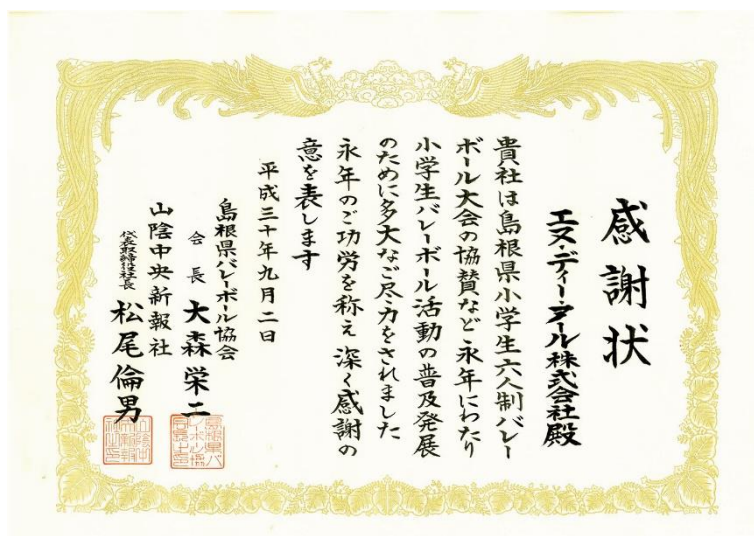 感謝状
エヌ・ディー・アール株式会社殿
貴社は島根県小学生六人制バレー
ボール大会の協賛など永年にわたり
小学生バレーボール活動の普及発展
のために多大なご尽力をされました
永年のご功労を称え深く感謝の
意を表します
平成三十年九月二日
島根県バレーボール協会
会長 大森栄二
山陰中央新報社
代表取締役社長 松尾倫男